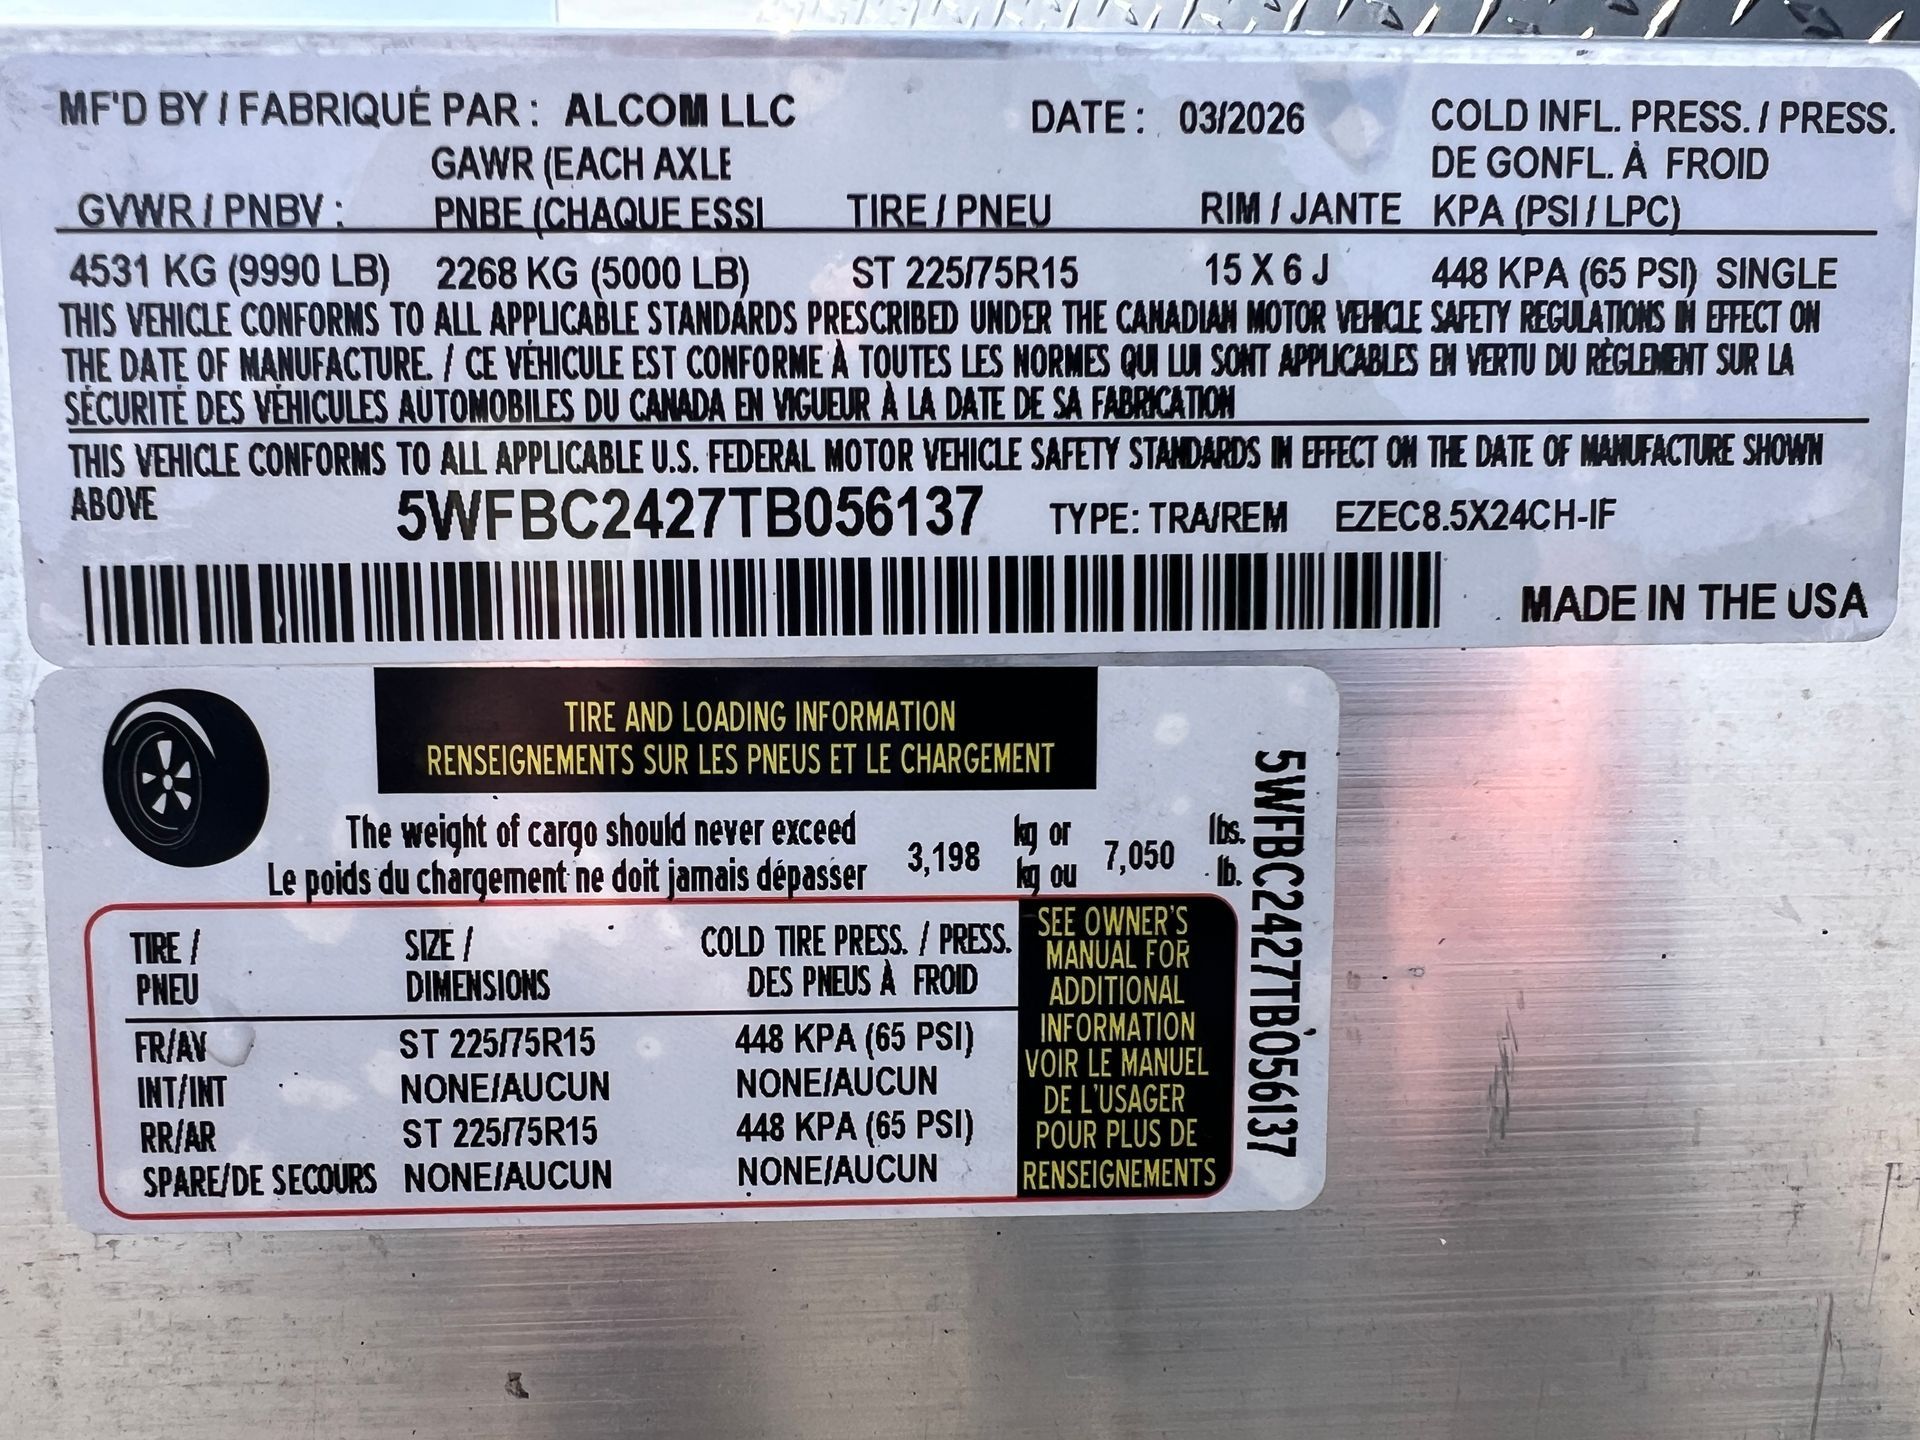 MF'D BY / FABRIQUÉ PAR : ALCOM LLC DATE : 03/2026 COLD INFL. PRESS. / PRESS.
GAWR (EACH AXLE DE GONFL. À FROID
GVWR / PNBV : PNBE (CHAQUE ESSI TIRE / PNEU RIM / JANTE KPA (PSI / LPC)
4531 KG (9990 LB) 2268 KG (5000 LB) ST 225/75R15 15 X 6 J 448 KPA (65 PSI) SINGLE
THIS VEHICLE CONFORMS TO ALL APPLICABLE STANDARDS PRESCRIBED UNDER THE CANADIAN MOTOR VEHICLE SAFETY REGULATIONS IN EFFECT ON
THE DATE OF MANUFACTURE. / CE VÉHICULE EST CONFORME À TOUTES LES NORMES QUI LUI SONT APPLICABLES EN VERTU DU RÈGLEMENT SUR LA
SÉCURITÉ DES VÉHICULES AUTOMOBILES DU CANADA EN VIGUEUR À LA DATE DE SA FABRICATION
THIS VEHICLE CONFORMS TO ALL APPLICABLE U.S. FEDERAL MOTOR VEHICLE SAFETY STANDARDS IN EFFECT ON THE DATE OF MANUFACTURE SHOWN
ABOVE 5WFBC2427TB056137 TYPE: TRA/REM EZEC8.5X24CH-IF
MADE IN THE USA
TIRE AND LOADING INFORMATION
RENSEIGNEMENTS SUR LES PNEUS ET LE CHARGEMENT
The weight of cargo should never exceed 3,198 kg or 7,050 lbs.
Le poids du chargement ne doit jamais dépasser kg ou lb.
TIRE / SIZE / COLD TIRE PRESS. / PRESS.
PNEU DIMENSIONS DES PNEUS À FROID
FR/AV ST 225/75R15 448 KPA (65 PSI)
INT/INT NONE/AUCUN NONE/AUCUN
RR/AR ST 225/75R15 448 KPA (65 PSI)
SPARE/DE SECOURS NONE/AUCUN NONE/AUCUN
SEE OWNER'S
MANUAL FOR
ADDITIONAL
INFORMATION
VOIR LE MANUEL
DE L'USAGER
POUR PLUS DE
RENSEIGNEMENTS
5WFBC2427TB056137